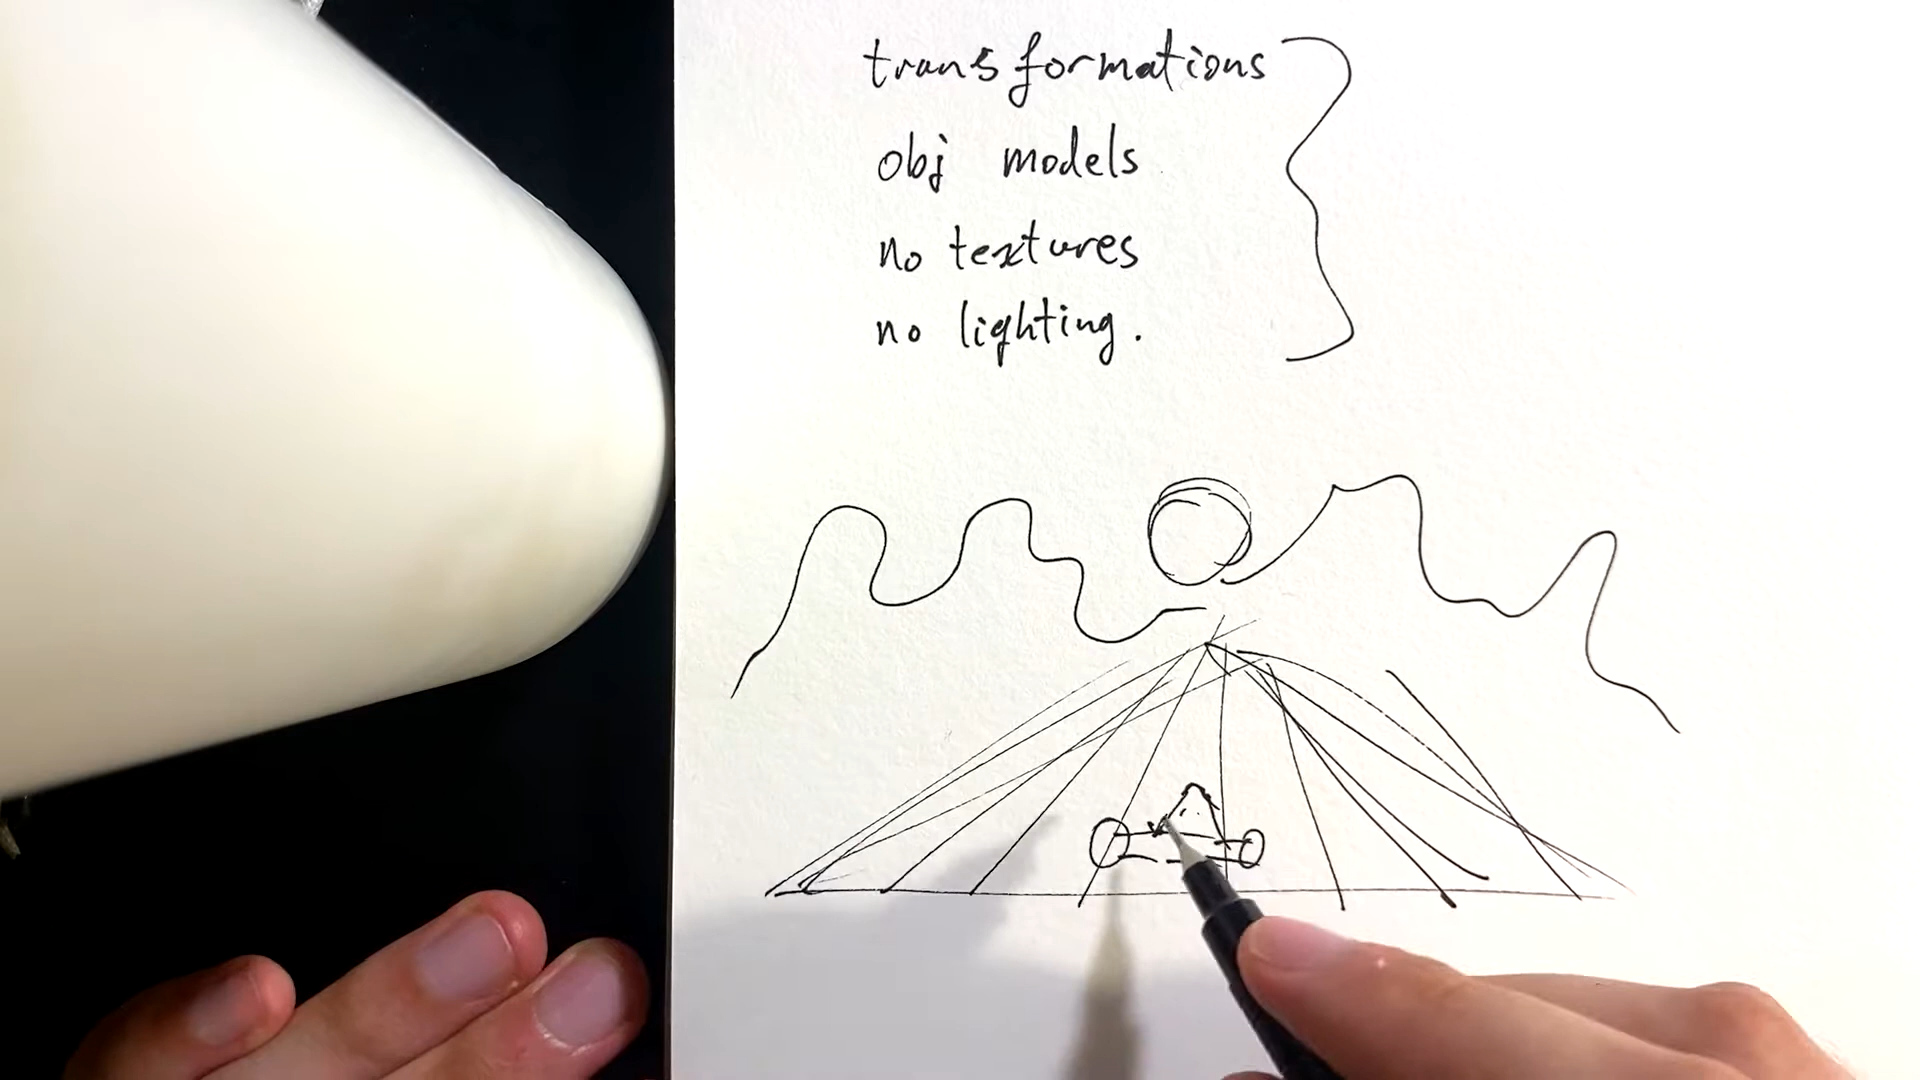 transformations
obj models
no textures
no lighting.